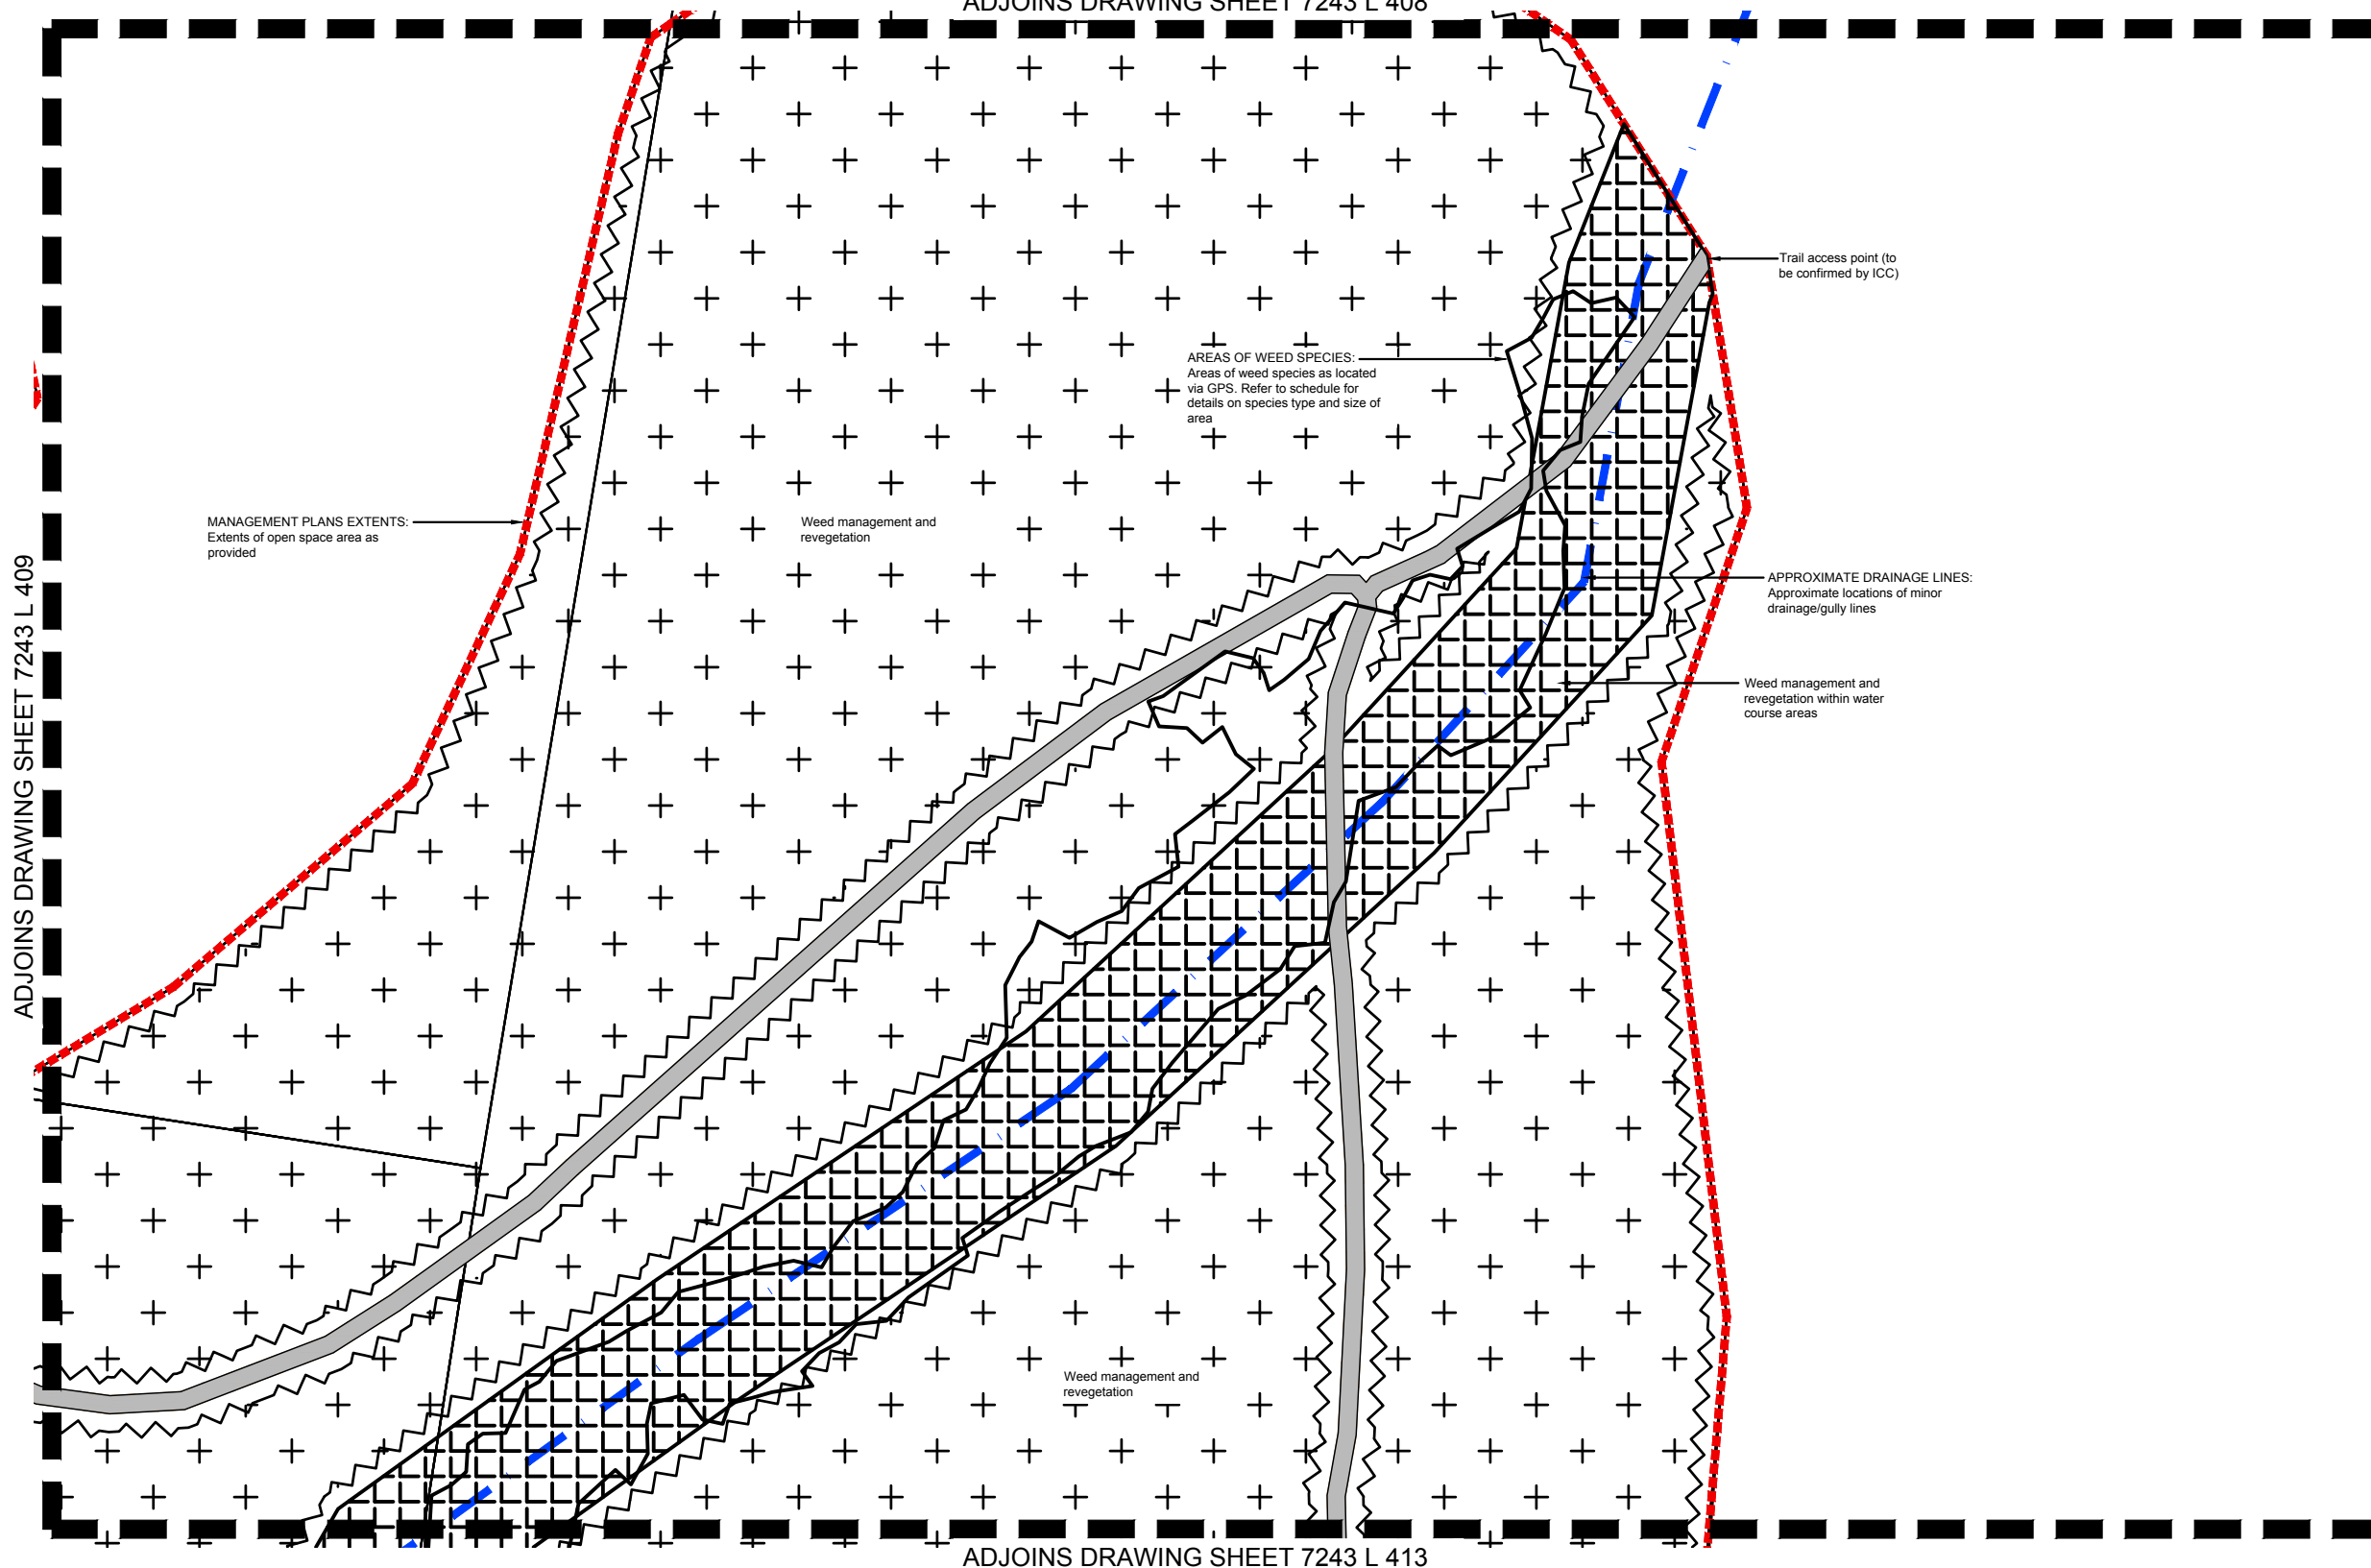 ADJOINS DRAWING SHEET 7243 L 408
Trail access point (to
be confirmed by ICC)
AREAS OF WEED SPECIES:
Areas of weed species as located
via GPS. Refer to schedule for
details on species type and size of
area
MANAGEMENT PLANS EXTENTS:
Extents of open space area as
provided
Weed management and
revegetation
APPROXIMATE DRAINAGE LINES:
Approximate locations of minor
drainage/gully lines
ADJOINS DRAWING SHEET 7243 L 409
Weed management and
revegetation within water
course areas
Weed management and
revegetation
ADJOINS DRAWING SHEET 7243 L 413